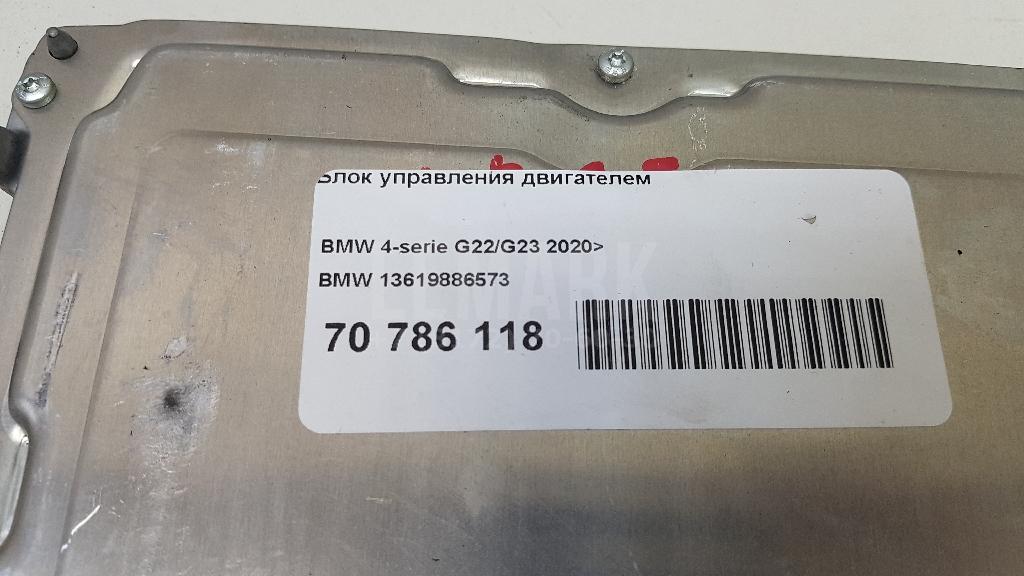 Блок управления двигателем
BMW 4-serie G22/G23 2020>
BMW 13619886573
70 786 118